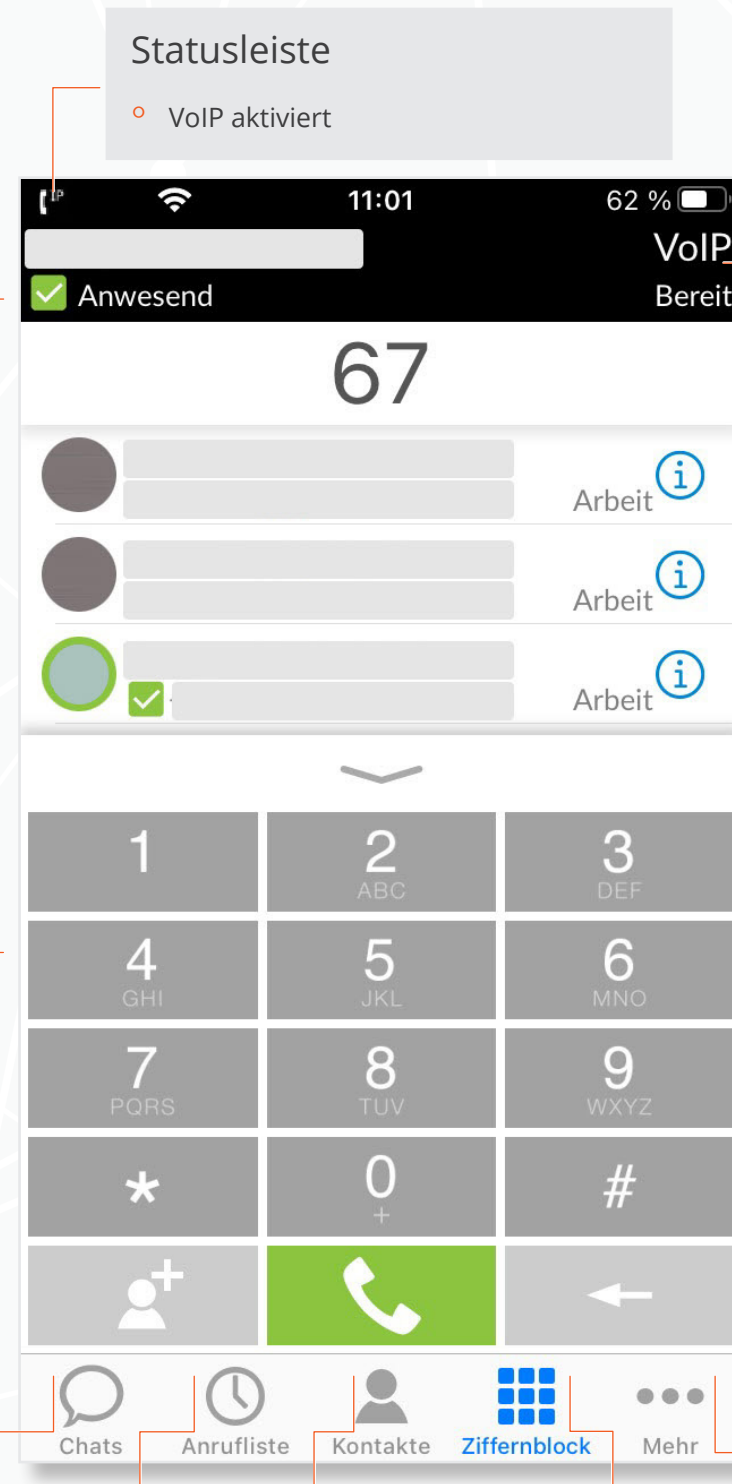 Statusleiste
VoIP aktiviert
IP 11:01 62 %
VoIP
Anwesend Bereit
67
Arbeit
Arbeit
Arbeit
1 2 3
ABC DEF
4 5 6
GHI JKL MNO
7 8 9
PQRS TUV WXYZ
* 0 #
+
Chats Anrufliste Kontakte Ziffernblock Mehr